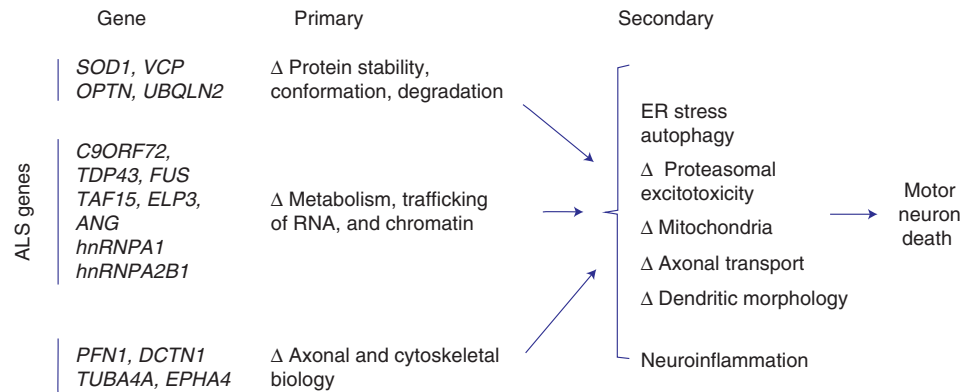 Gene
Primary
Secondary
ALS genes
SOD1, VCP
OPTN, UBQLN2
Δ Protein stability,
conformation, degradation
C9ORF72,
TDP43, FUS
TAF15, ELP3,
ANG
hnRNPA1
hnRNPA2B1
Δ Metabolism, trafficking
of RNA, and chromatin
PFN1, DCTN1
TUBA4A, EPHA4
Δ Axonal and cytoskeletal
biology
ER stress
autophagy
Δ Proteasomal
excitotoxicity
Δ Mitochondria
Δ Axonal transport
Δ Dendritic morphology
Neuroinflammation
Motor
neuron
death